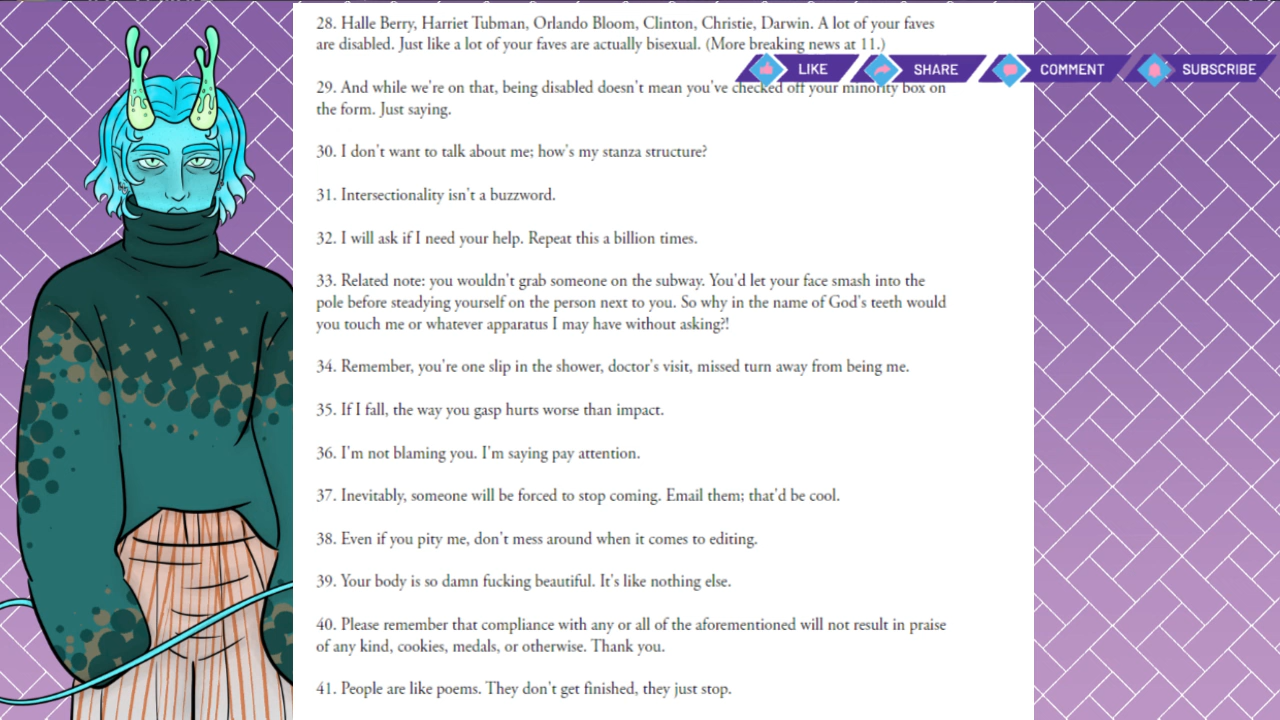 28. Halle Berry, Harriet Tubman, Orlando Bloom, Clinton, Christie, Darwin. A lot of your faves
are disabled. Just like a lot of your faves are actually bisexual. (More breaking news at 11.)
LIKE SHARE COMMENT SUBSCRIBE
29. And while we're on that, being disabled doesn't mean you've checked off your minority box on
the form. Just saying.
30. I don't want to talk about me; how's my stanza structure?
31. Intersectionality isn't a buzzword.
32. I will ask if I need your help. Repeat this a billion times.
33. Related note: you wouldn't grab someone on the subway. You'd let your face smash into the
pole before steadying yourself on the person next to you. So why in the name of God's teeth would
you touch me or whatever apparatus I may have without asking?!
34. Remember, you're one slip in the shower, doctor's visit, missed turn away from being me.
35. If I fall, the way you gasp hurts worse than impact.
36. I'm not blaming you. I'm saying pay attention.
37. Inevitably, someone will be forced to stop coming. Email them; that'd be cool.
38. Even if you pity me, don't mess around when it comes to editing.
39. Your body is so damn fucking beautiful. It's like nothing else.
40. Please remember that compliance with any or all of the aforementioned will not result in praise
of any kind, cookies, medals, or otherwise. Thank you.
41. People are like poems. They don't get finished, they just stop.